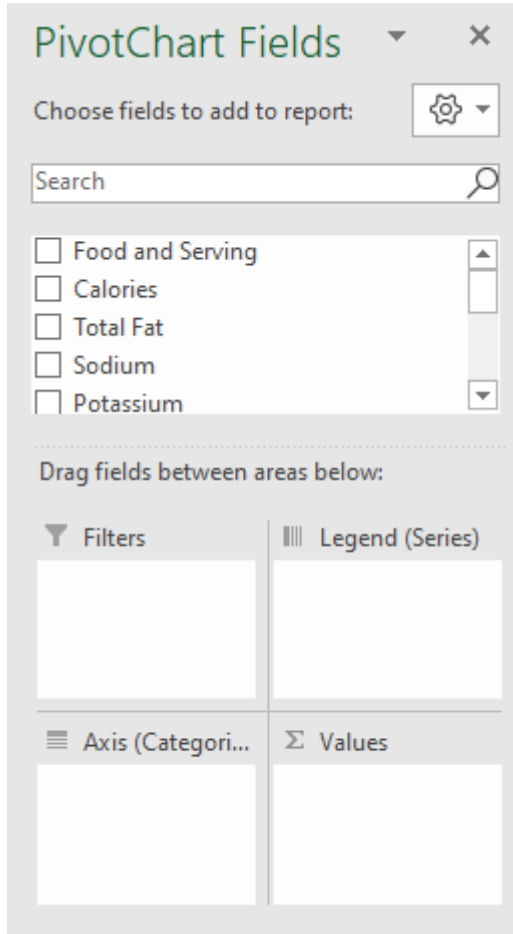 PivotChart Fields
Choose fields to add to report:
Search
Food and Serving
Calories
Total Fat
Sodium
Potassium
Drag fields between areas below:
Filters
Legend (Series)
Axis (Categori...
Σ Values